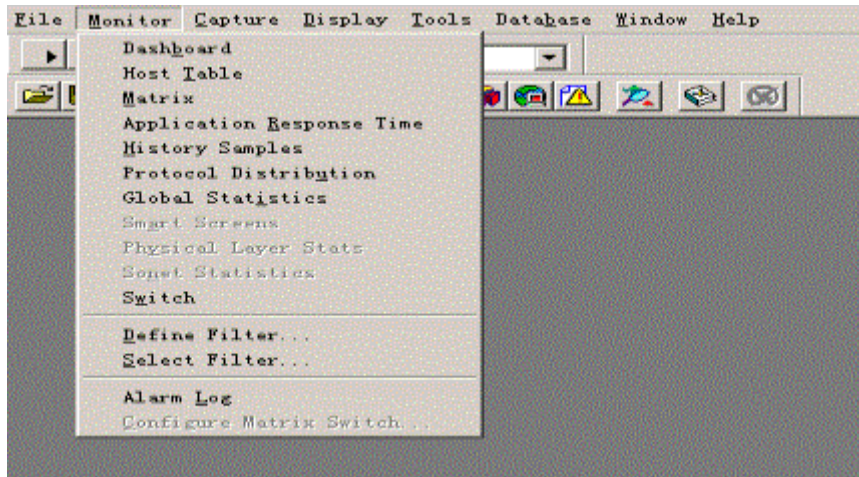 File Monitor Capture Display Tools Database Window Help
Dashboard
Host Table
Matrix
Application Response Time
History Samples
Protocol Distribution
Global Statistics
Smart Screens
Physical Layer Stats
Sonet Statistics
Switch
Define Filter...
Select Filter...
Alarm Log
Configure Matrix Switch...